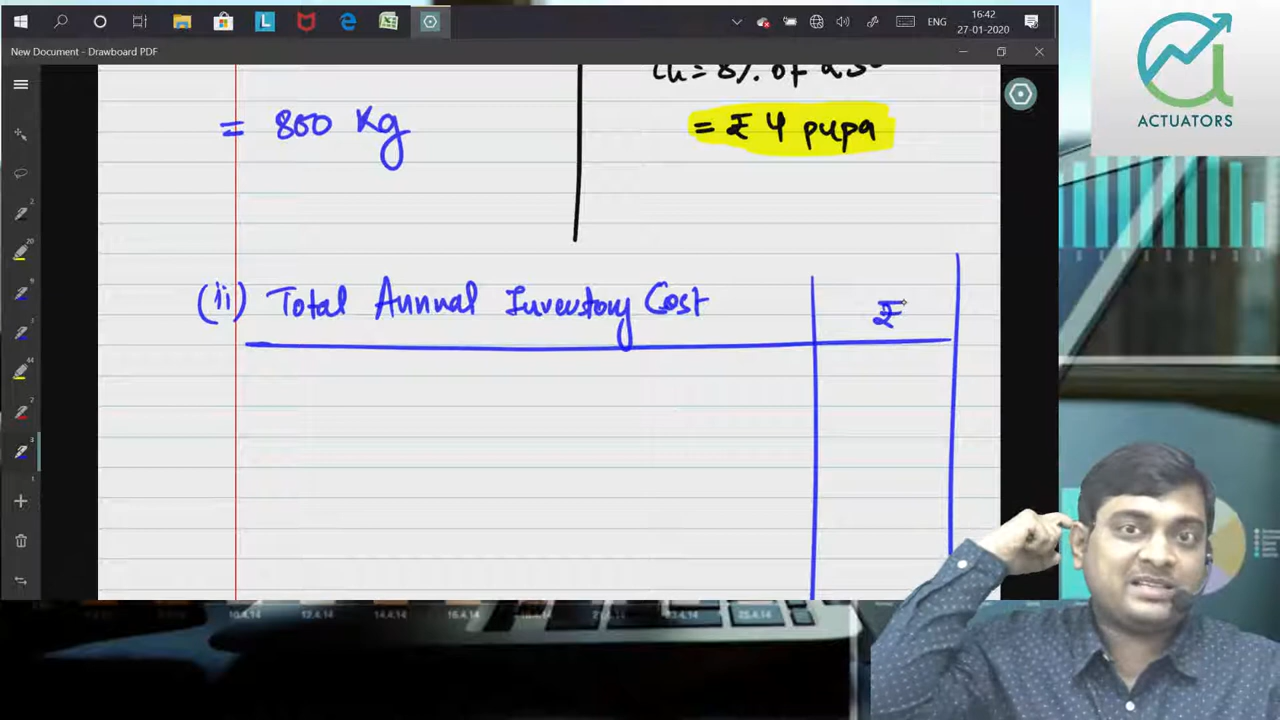 16:42
ENG
27-01-2020
New Document - Drawboard PDF
ACTUATORS
= 800 Kg
= ₹ 4 pupa
(ii) Total Annual Inventory Cost
₹